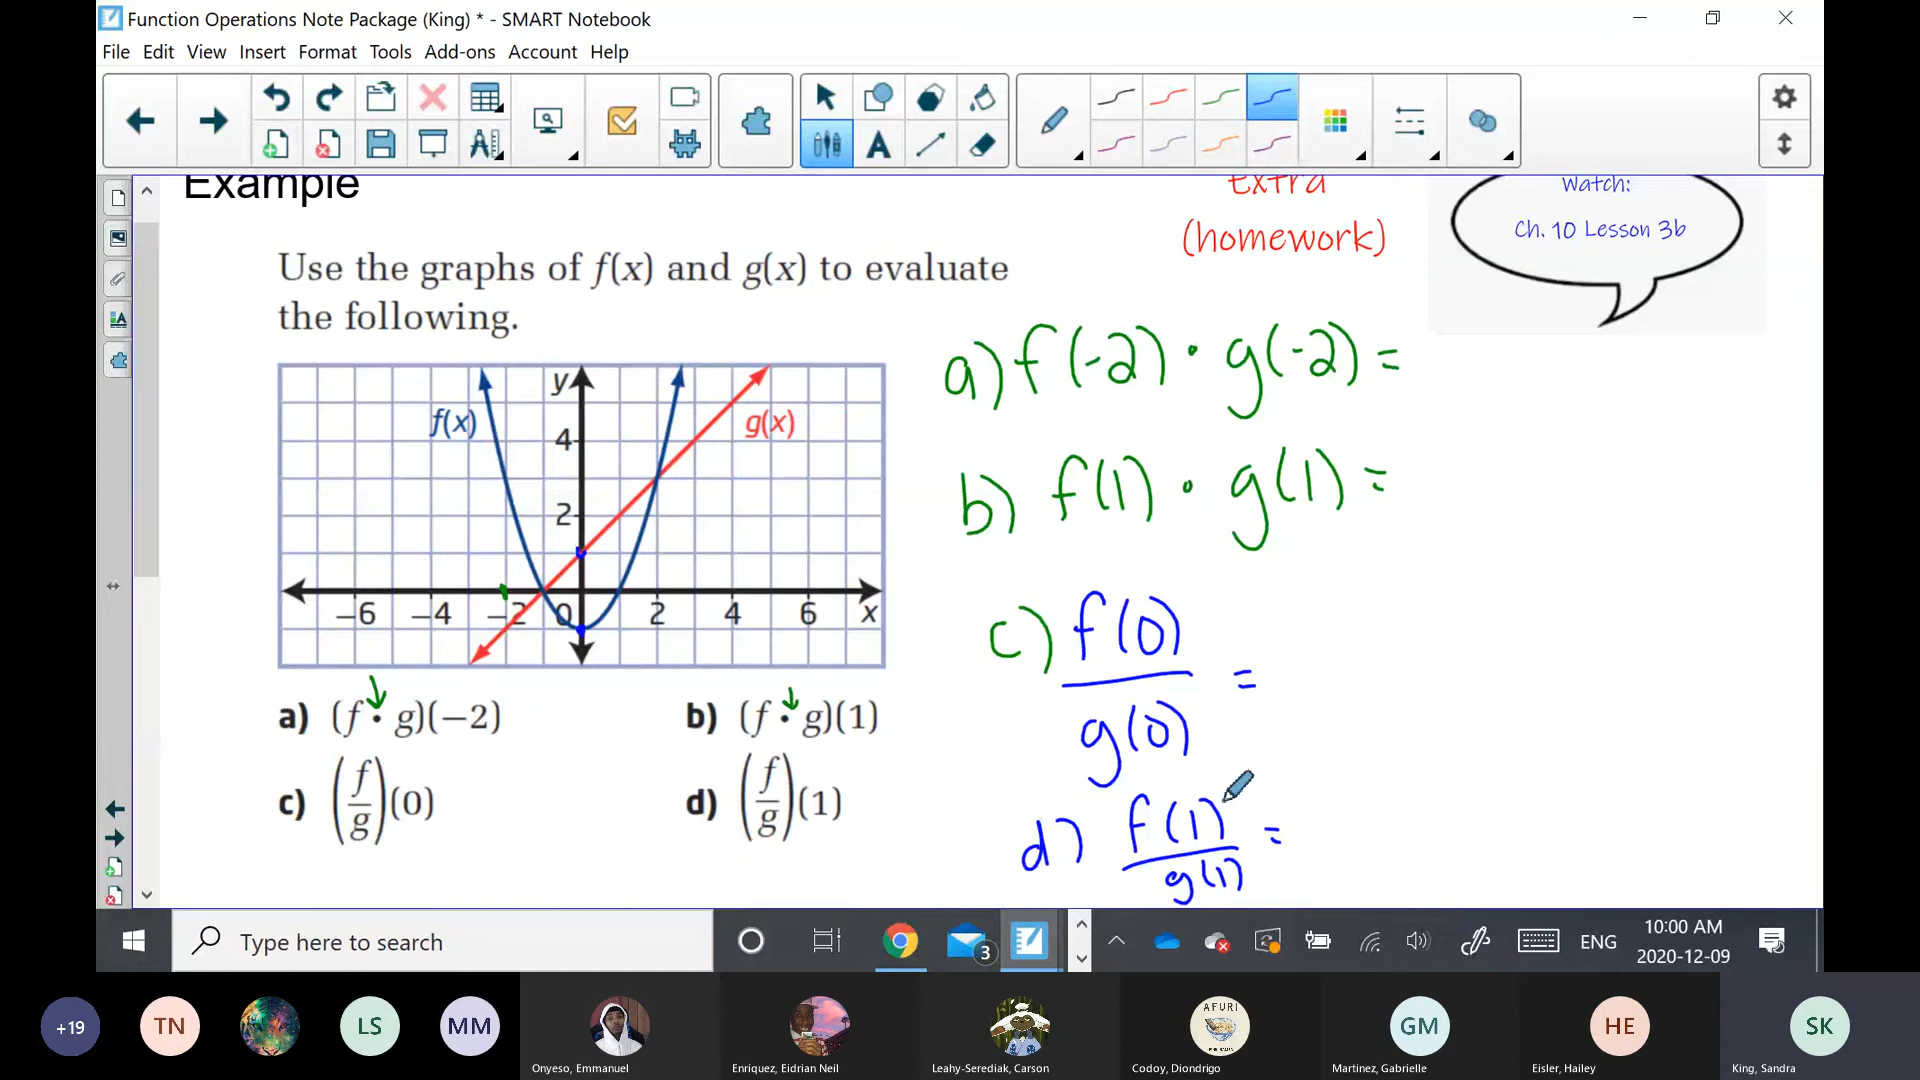 Function Operations Note Package (King) * - SMART Notebook
File Edit View Insert Format Tools Add-ons Account Help
Example
Extra
(homework)
Watch:
Ch. 10 Lesson 3b
Use the graphs of f(x) and g(x) to evaluate
the following.
y
f(x)
g(x)
4
2
-6 -4 -2 0 2 4 6 x
a) (f · g)(−2)
b) (f · g)(1)
c) (f/g)(0)
d) (f/g)(1)
a) f(-2) · g(-2) =
b) f(1) · g(1) =
c) f(0)/g(0) =
d) f(1)/g(1) =
Type here to search
3
ENG
10:00 AM
2020-12-09
+19
TN
LS
MM
AFURI
GM
HE
SK
Onyeso, Emmanuel
Enriquez, Eidrian Neil
Leahy-Serediak, Carson
Codoy, Diondrigo
Martinez, Gabrielle
Eisler, Hailey
King, Sandra